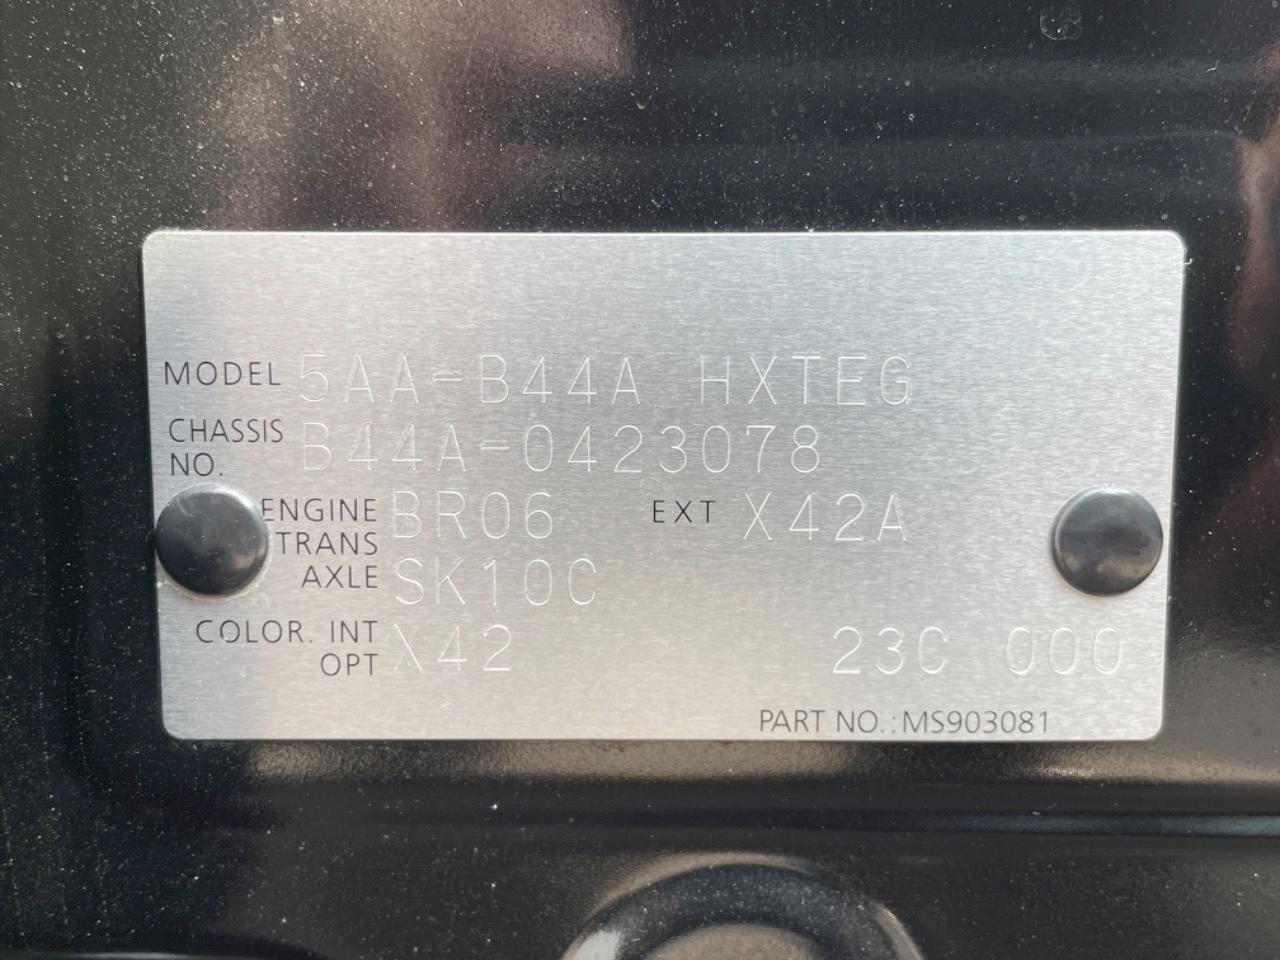 MODEL 5AA-B44A HXTEG
CHASSIS NO. B44A-0423078
ENGINE BR06 EXT X42A
TRANS AXLE SK10C
COLOR. INT OPT X42 23C 000
PART NO.: MS903081